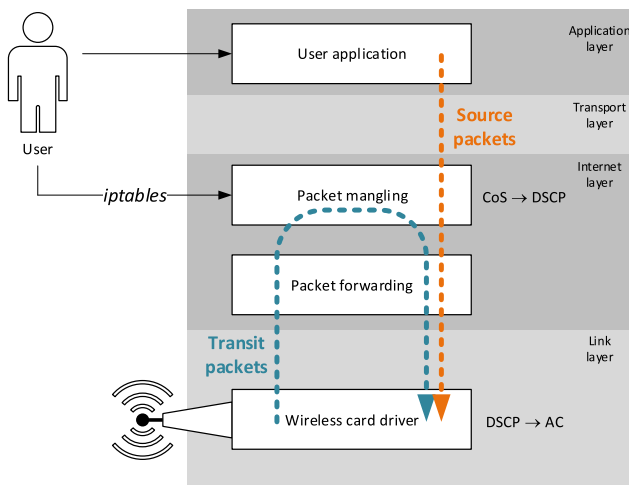 Application
layer
User application
Transport
layer
Source
packets
User
Internet
layer
iptables
Packet mangling
CoS → DSCP
Packet forwarding
Link
layer
Transit
packets
Wireless card driver
DSCP → AC